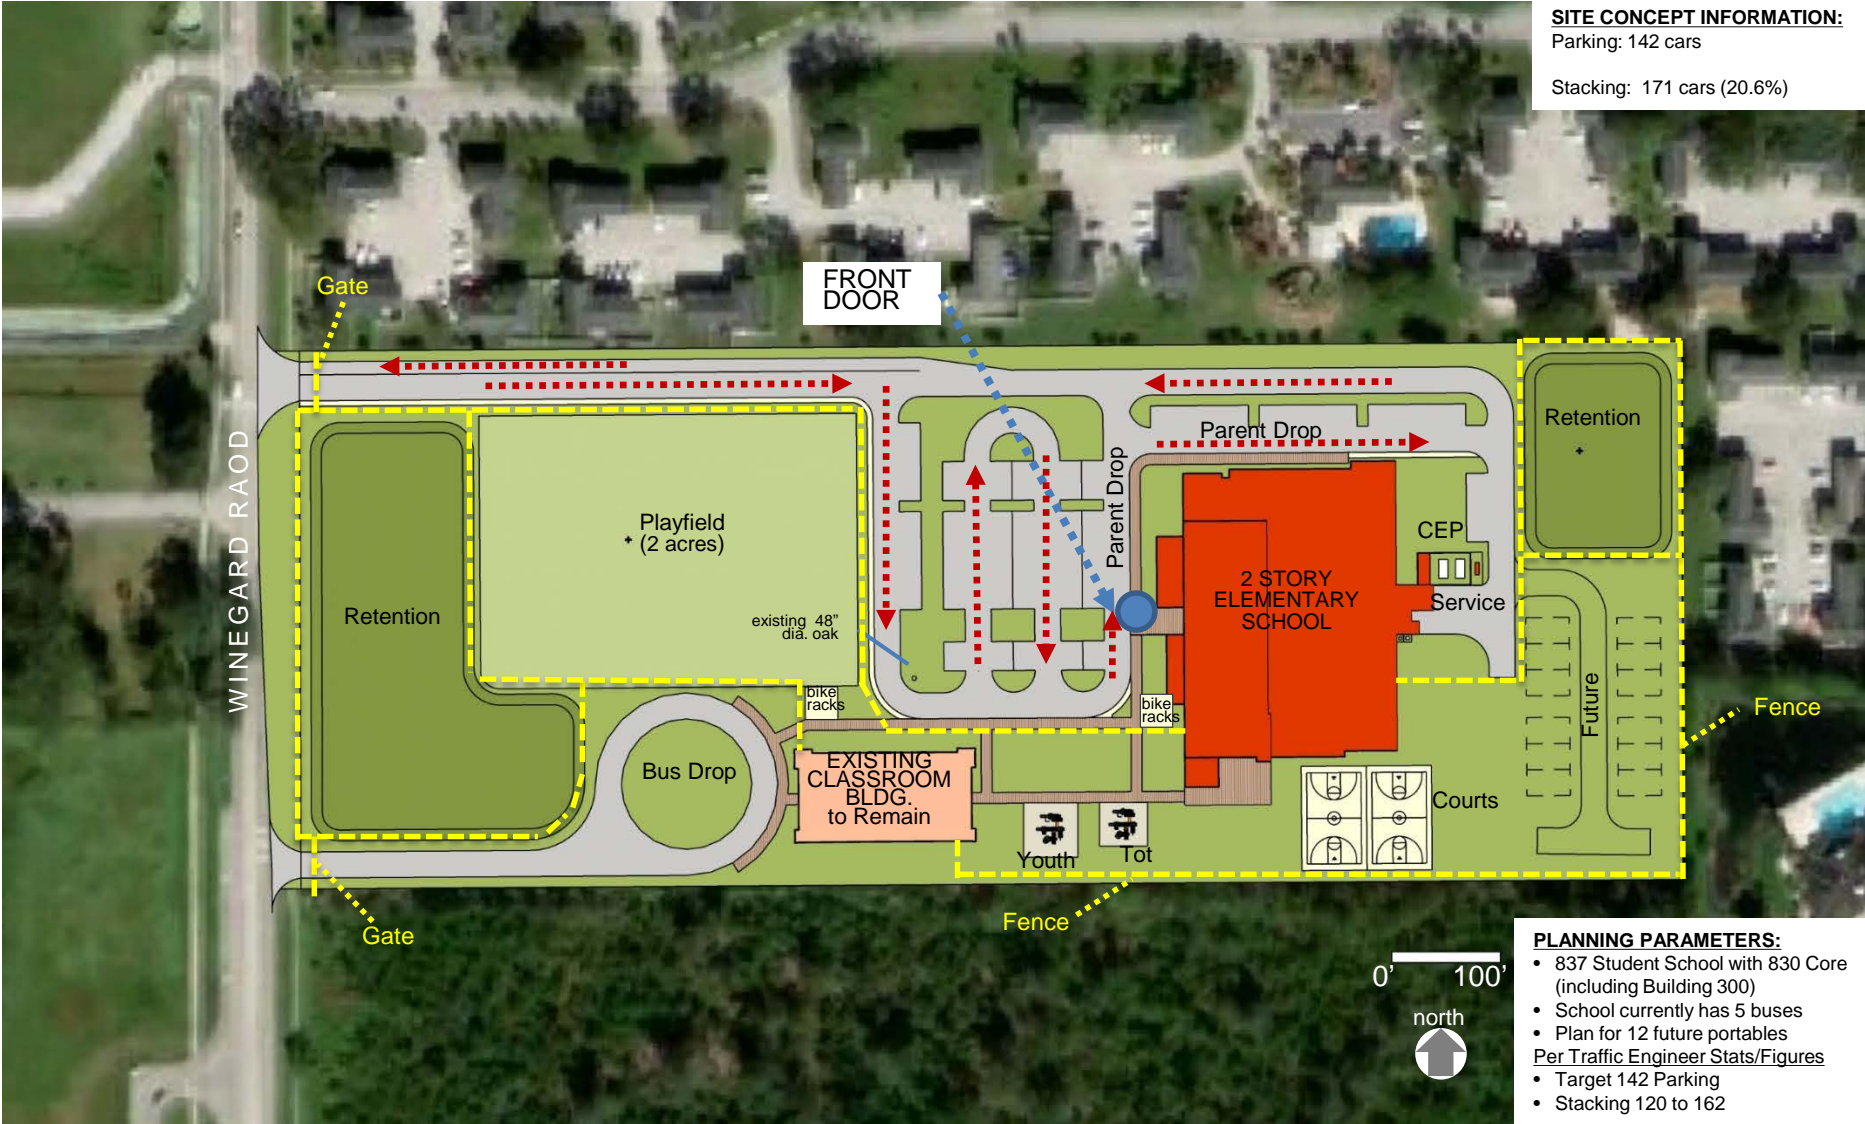 SITE CONCEPT INFORMATION:
Parking: 142 cars
Stacking: 171 cars (20.6%)
Gate
FRONT
DOOR
Retention
Parent Drop
Parent Drop
Playfield
(2 acres)
CEP
2 STORY
ELEMENTARY
SCHOOL
Service
Retention
existing 48"
dia. oak
WINEGARD RAOD
bike
racks
bike
racks
Future
Fence
Bus Drop
EXISTING
CLASSROOM
BLDG.
to Remain
Courts
Youth
Tot
Fence
Gate
0'
100'
north
PLANNING PARAMETERS:
• 837 Student School with 830 Core
(including Building 300)
• School currently has 5 buses
• Plan for 12 future portables
Per Traffic Engineer Stats/Figures
• Target 142 Parking
• Stacking 120 to 162